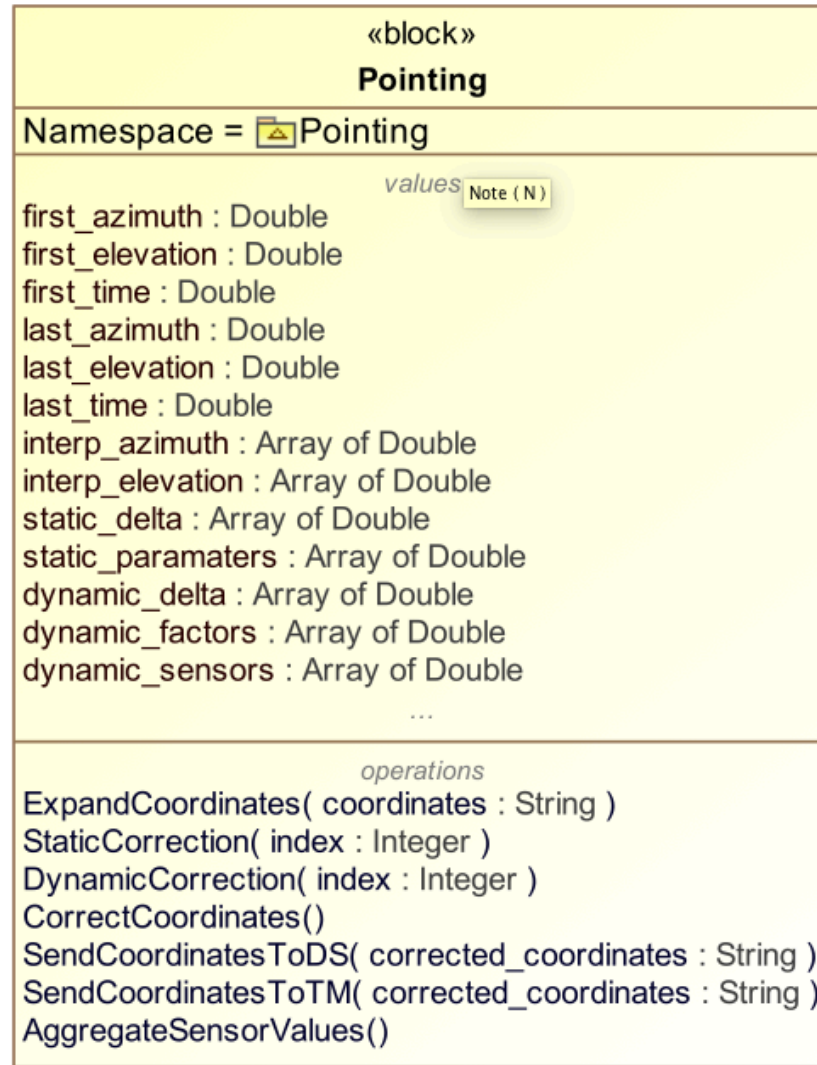 «block»
Pointing
Namespace = Pointing
values
Note ( N )
first_azimuth : Double
first_elevation : Double
first_time : Double
last_azimuth : Double
last_elevation : Double
last_time : Double
interp_azimuth : Array of Double
interp_elevation : Array of Double
static_delta : Array of Double
static_paramaters : Array of Double
dynamic_delta : Array of Double
dynamic_factors : Array of Double
dynamic_sensors : Array of Double
...
operations
ExpandCoordinates( coordinates : String )
StaticCorrection( index : Integer )
DynamicCorrection( index : Integer )
CorrectCoordinates()
SendCoordinatesToDS( corrected_coordinates : String )
SendCoordinatesToTM( corrected_coordinates : String )
AggregateSensorValues()